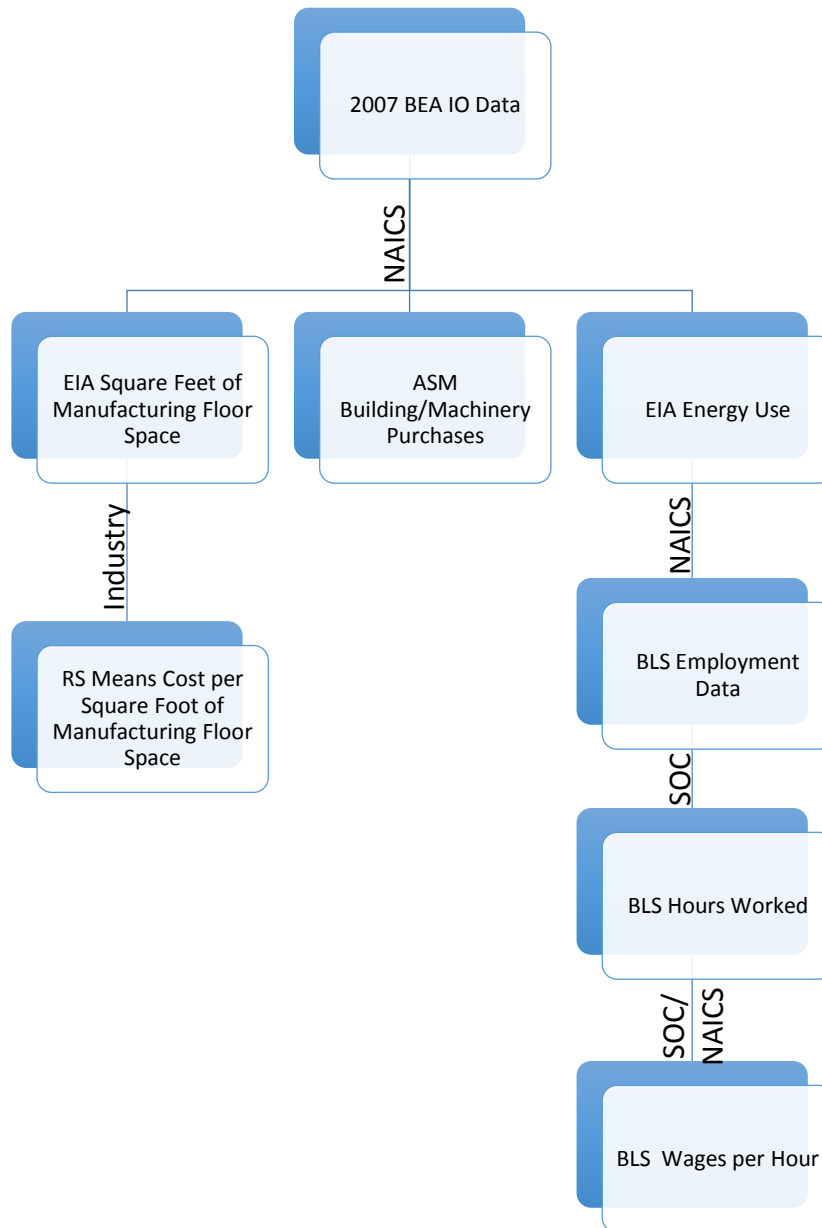 2007 BEA IO Data
NAICS
EIA Square Feet of
Manufacturing Floor
Space
ASM
Building/Machinery
Purchases
EIA Energy Use
Industry
NAICS
RS Means Cost per
Square Foot of
Manufacturing Floor
Space
BLS Employment
Data
SOC
BLS Hours Worked
SOC/
NAICS
BLS Wages per Hour